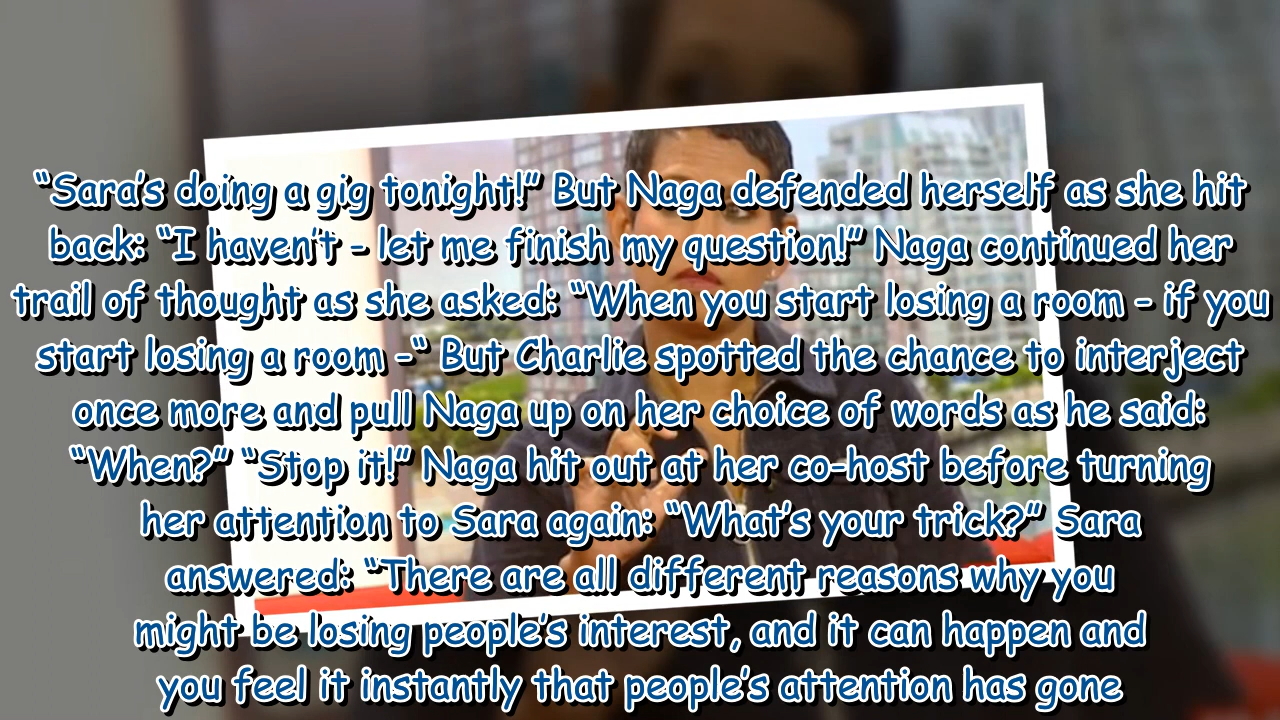 “Sara’s doing a gig tonight!” But Naga defended herself as she hit
back: “I haven’t - let me finish my question!” Naga continued her
trail of thought as she asked: “When you start losing a room - if you
start losing a room -“ But Charlie spotted the chance to interject
once more and pull Naga up on her choice of words as he said:
“When?” “Stop it!” Naga hit out at her co-host before turning
her attention to Sara again: “What’s your trick?” Sara
answered: “There are all different reasons why you
might be losing people’s interest, and it can happen and
you feel it instantly that people’s attention has gone